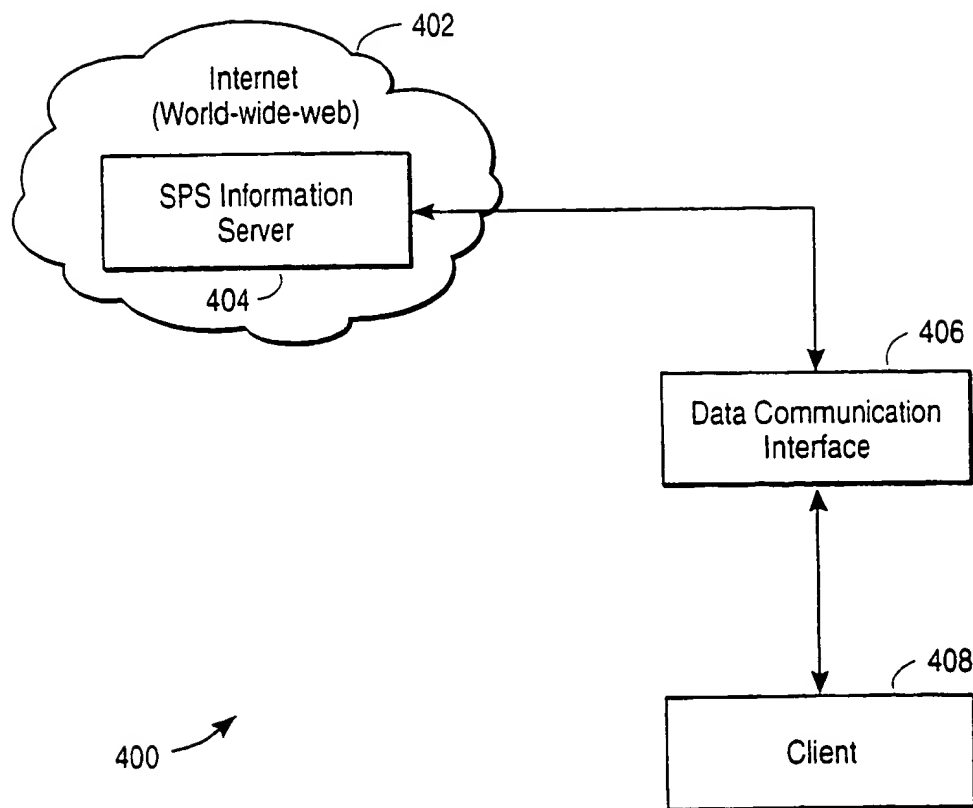 402
Internet
(World-wide-web)
SPS Information
Server
404
406
Data Communication
Interface
408
Client
400